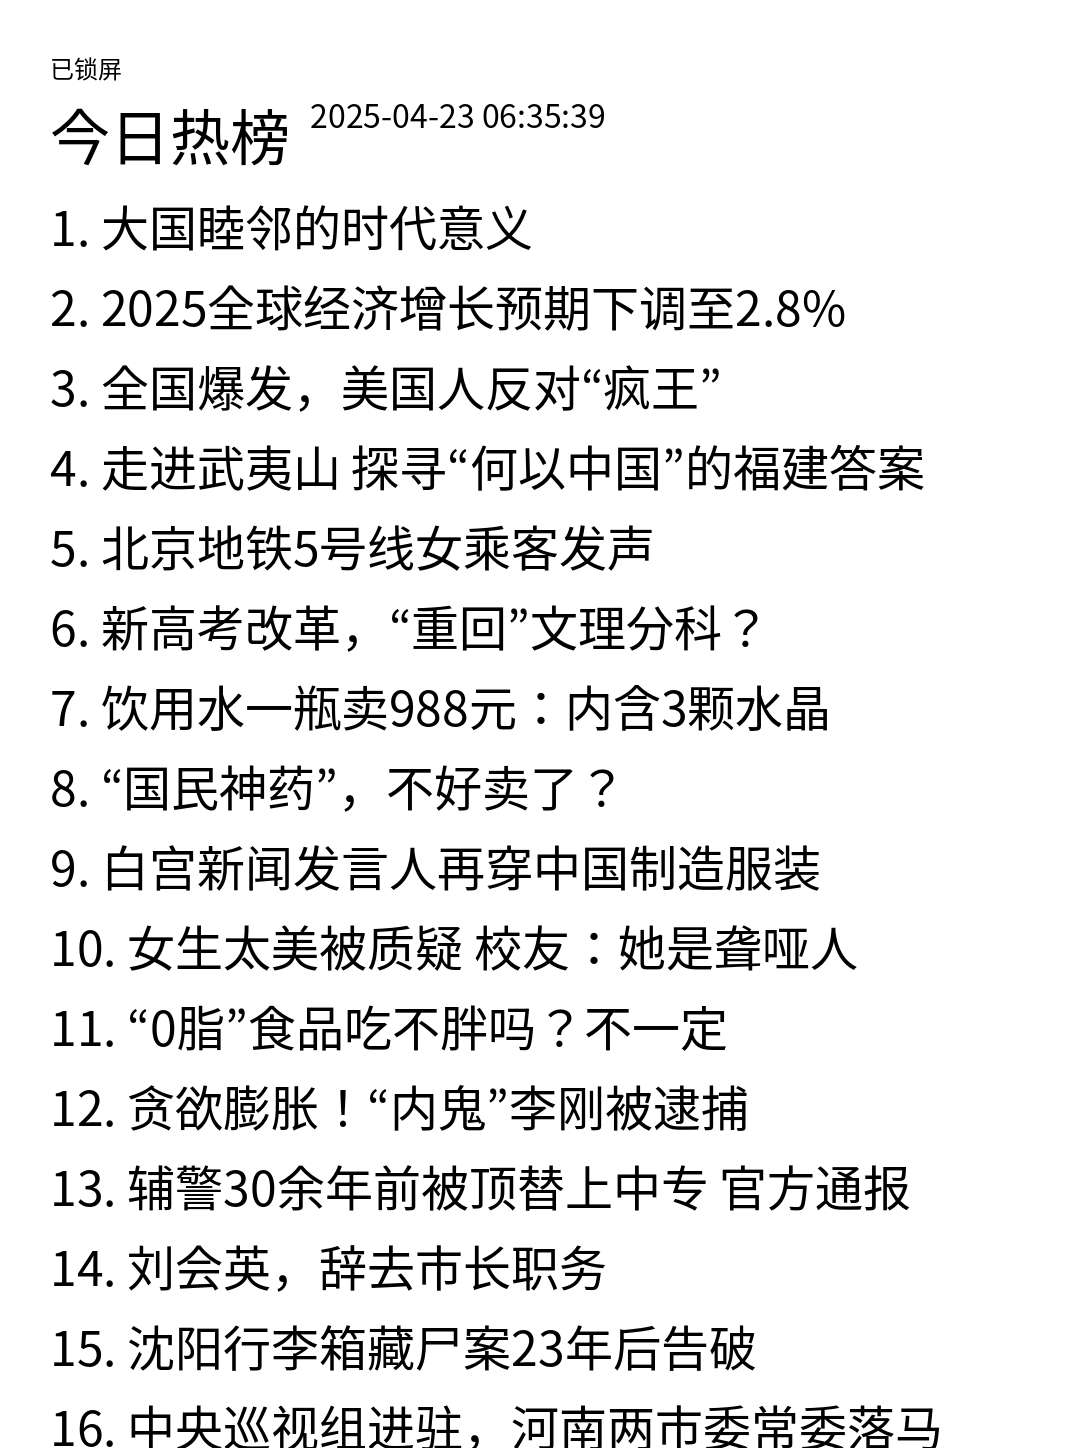 已锁屏
今日热榜 2025-04-23 06:35:39
1. 大国睦邻的时代意义
2. 2025全球经济增长预期下调至2.8%
3. 全国爆发，美国人反对“疯王”
4. 走进武夷山 探寻“何以中国”的福建答案
5. 北京地铁5号线女乘客发声
6. 新高考改革，“重回”文理分科？
7. 饮用水一瓶卖988元：内含3颗水晶
8. “国民神药”，不好卖了？
9. 白宫新闻发言人再穿中国制造服装
10. 女生太美被质疑 校友：她是聋哑人
11. “0脂”食品吃不胖吗？不一定
12. 贪欲膨胀！“内鬼”李刚被逮捕
13. 辅警30余年前被顶替上中专 官方通报
14. 刘会英，辞去市长职务
15. 沈阳行李箱藏尸案23年后告破
16. 中央巡视组进驻，河南两市委常委落马